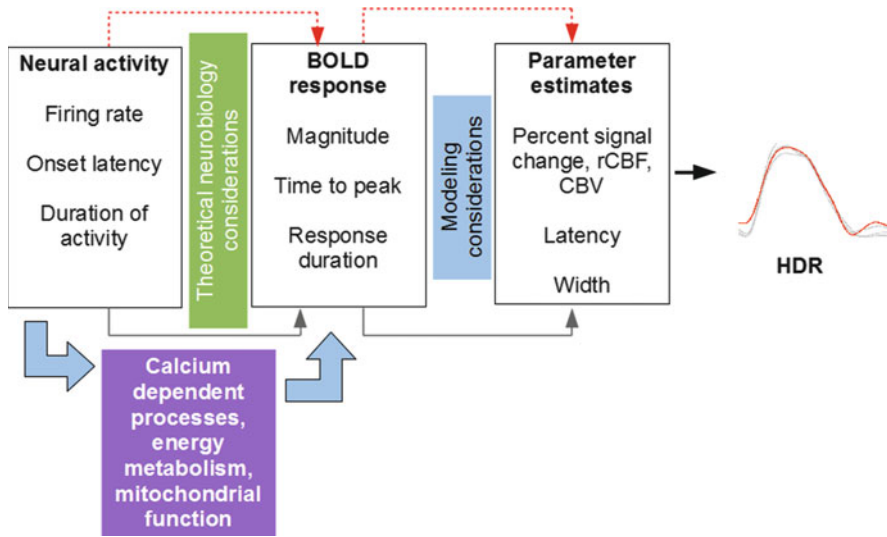 Neural activity
Firing rate
Onset latency
Duration of
activity
Theoretical neurobiology
considerations
BOLD
response
Magnitude
Time to peak
Response
duration
Modeling
considerations
Parameter
estimates
Percent signal
change, rCBF,
CBV
Latency
Width
HDR
Calcium
dependent
processes,
energy
metabolism,
mitochondrial
function